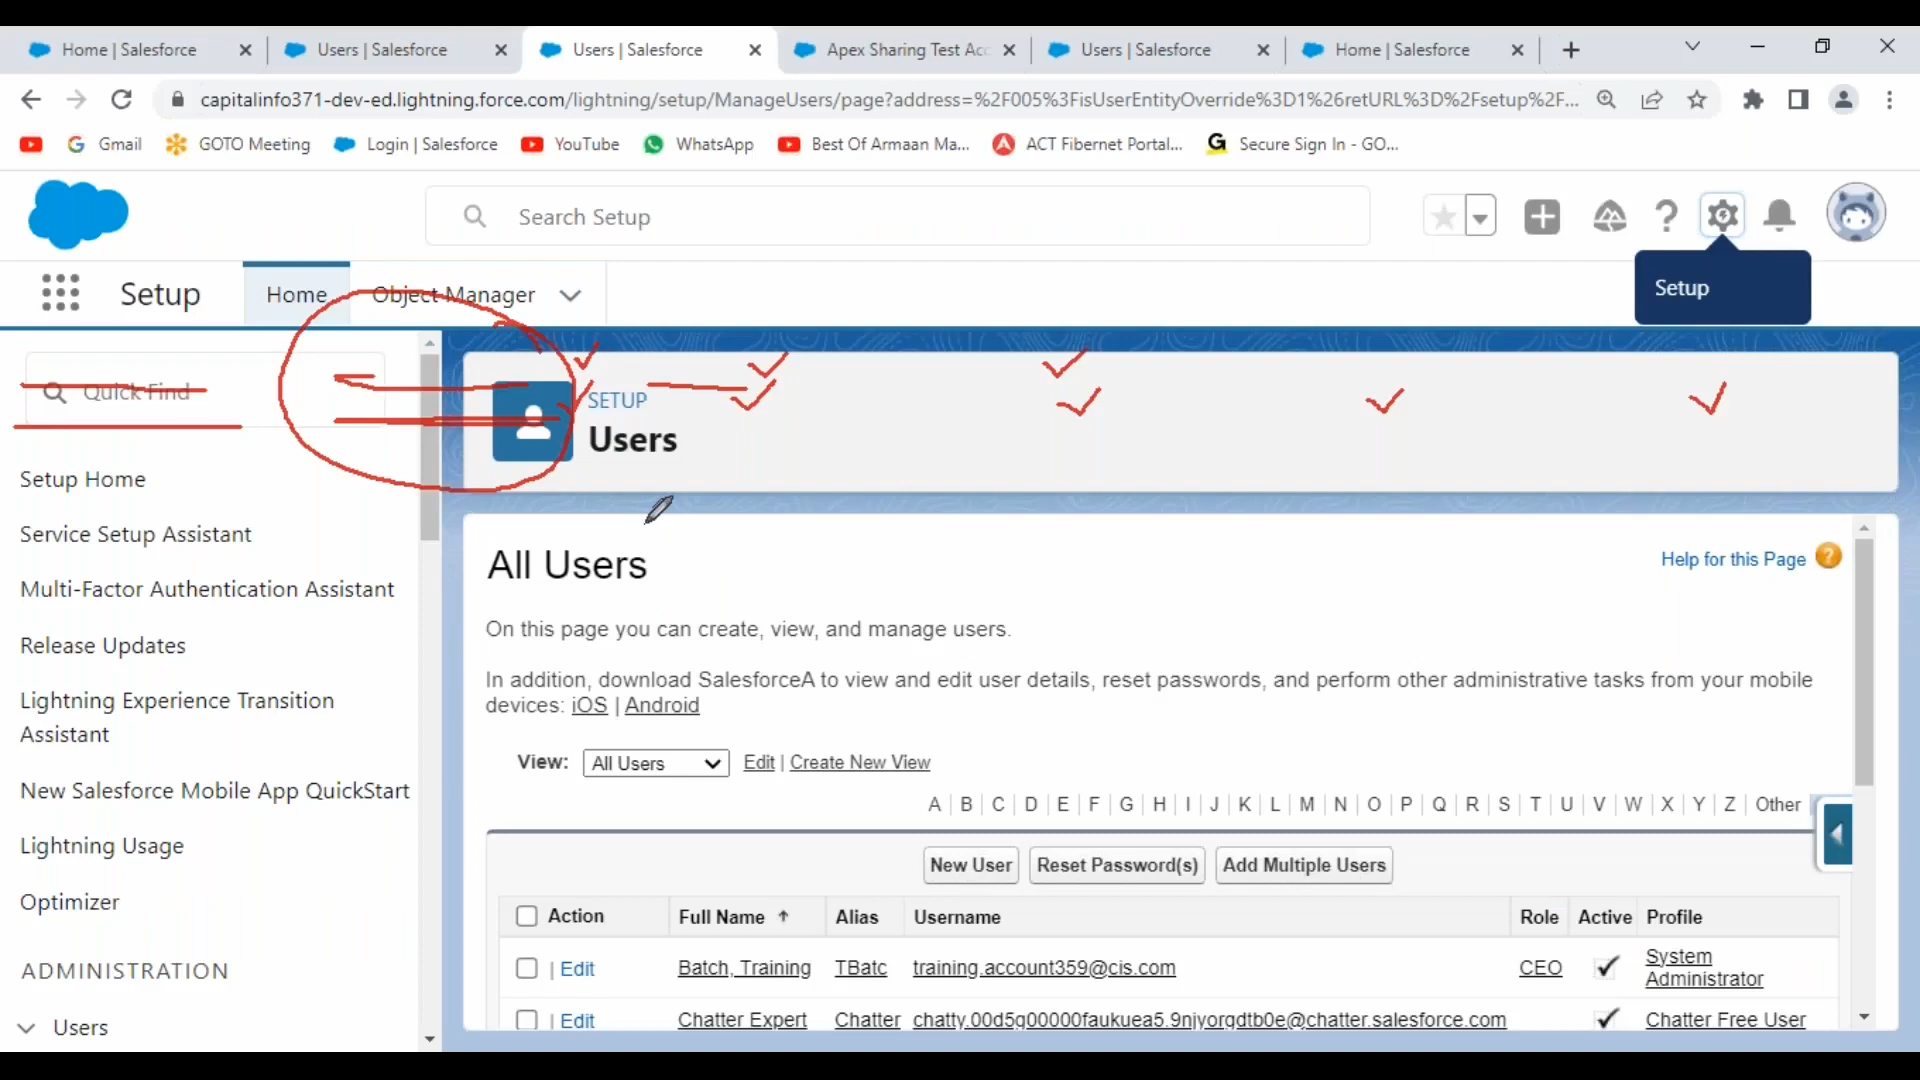 Home | Salesforce
Users | Salesforce
Users | Salesforce
Apex Sharing Test Acc
Users | Salesforce
Home | Salesforce
capitalinfo371-dev-ed.lightning.force.com/lightning/setup/ManageUsers/page?address=%2F005%3FisUserEntityOverride%3D1%26retURL%3D%2Fsetup%2F...
Gmail
GOTO Meeting
Login | Salesforce
YouTube
WhatsApp
Best Of Armaan Ma...
ACT Fibernet Portal...
Secure Sign In - GO...
Search Setup
Setup
Setup
Home
Object Manager
Quick Find
SETUP
Users
Setup Home
Service Setup Assistant
Multi-Factor Authentication Assistant
Release Updates
Lightning Experience Transition
Assistant
New Salesforce Mobile App QuickStart
Lightning Usage
Optimizer
ADMINISTRATION
Users
All Users
Help for this Page
On this page you can create, view, and manage users.
In addition, download SalesforceA to view and edit user details, reset passwords, and perform other administrative tasks from your mobile
devices: iOS | Android
View: All Users Edit | Create New View
A | B | C | D | E | F | G | H | I | J | K | L | M | N | O | P | Q | R | S | T | U | V | W | X | Y | Z | Other
New User Reset Password(s) Add Multiple Users
Action Full Name Alias Username Role Active Profile
| Edit Batch, Training TBatc training.account359@cis.com CEO System Administrator
| Edit Chatter Expert Chatter chatty.00d5g00000faukuea5.9njyorgdtb0e@chatter.salesforce.com Chatter Free User